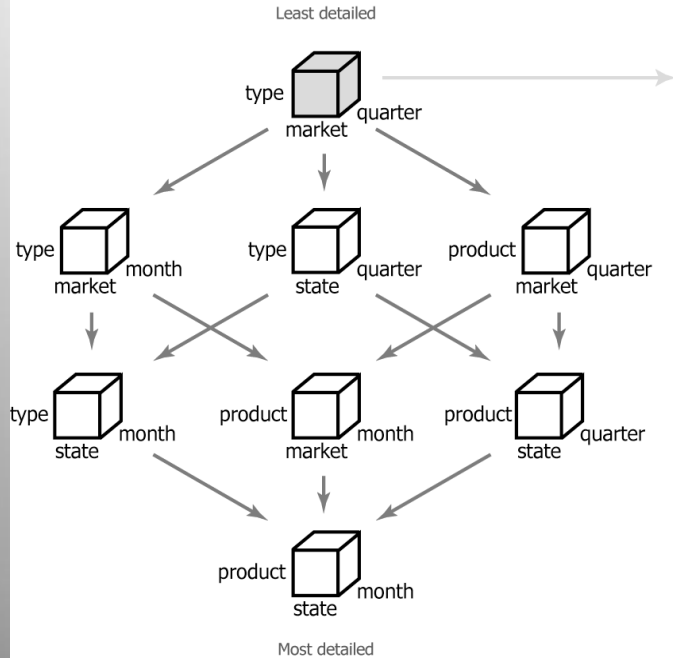 Least detailed
type
quarter
market
type
month
market
type
quarter
state
product
quarter
market
type
month
state
product
month
market
product
quarter
state
product
month
state
Most detailed